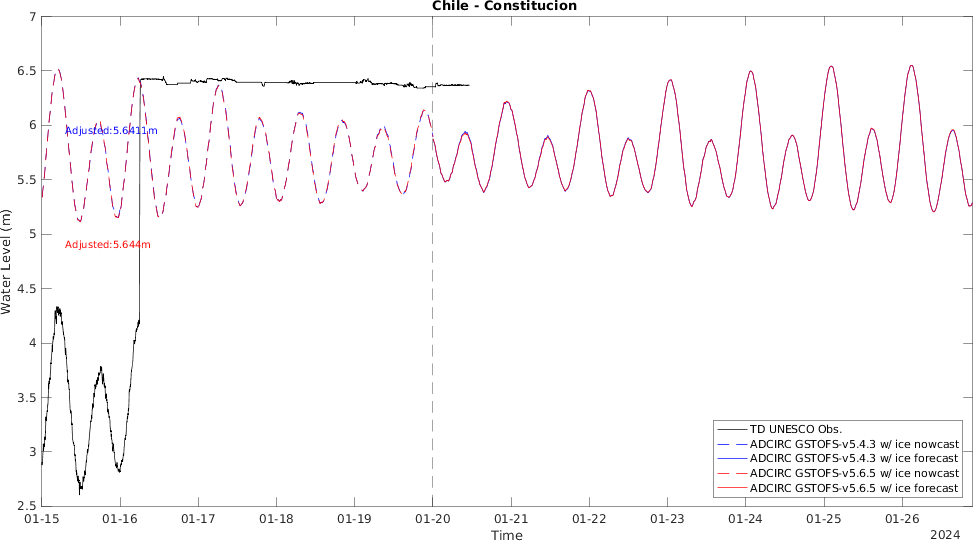 Chile - Constitucion
7
6.5
6
5.5
5
4.5
4
3.5
3
2.5
Water Level (m)
Adjusted:5.6411m
Adjusted:5.644m
TD UNESCO Obs.
ADCIRC GSTOFS-v5.4.3 w/ ice nowcast
ADCIRC GSTOFS-v5.4.3 w/ ice forecast
ADCIRC GSTOFS-v5.6.5 w/ ice nowcast
ADCIRC GSTOFS-v5.6.5 w/ ice forecast
01-15 01-16 01-17 01-18 01-19 01-20 01-21 01-22 01-23 01-24 01-25 01-26
Time
2024